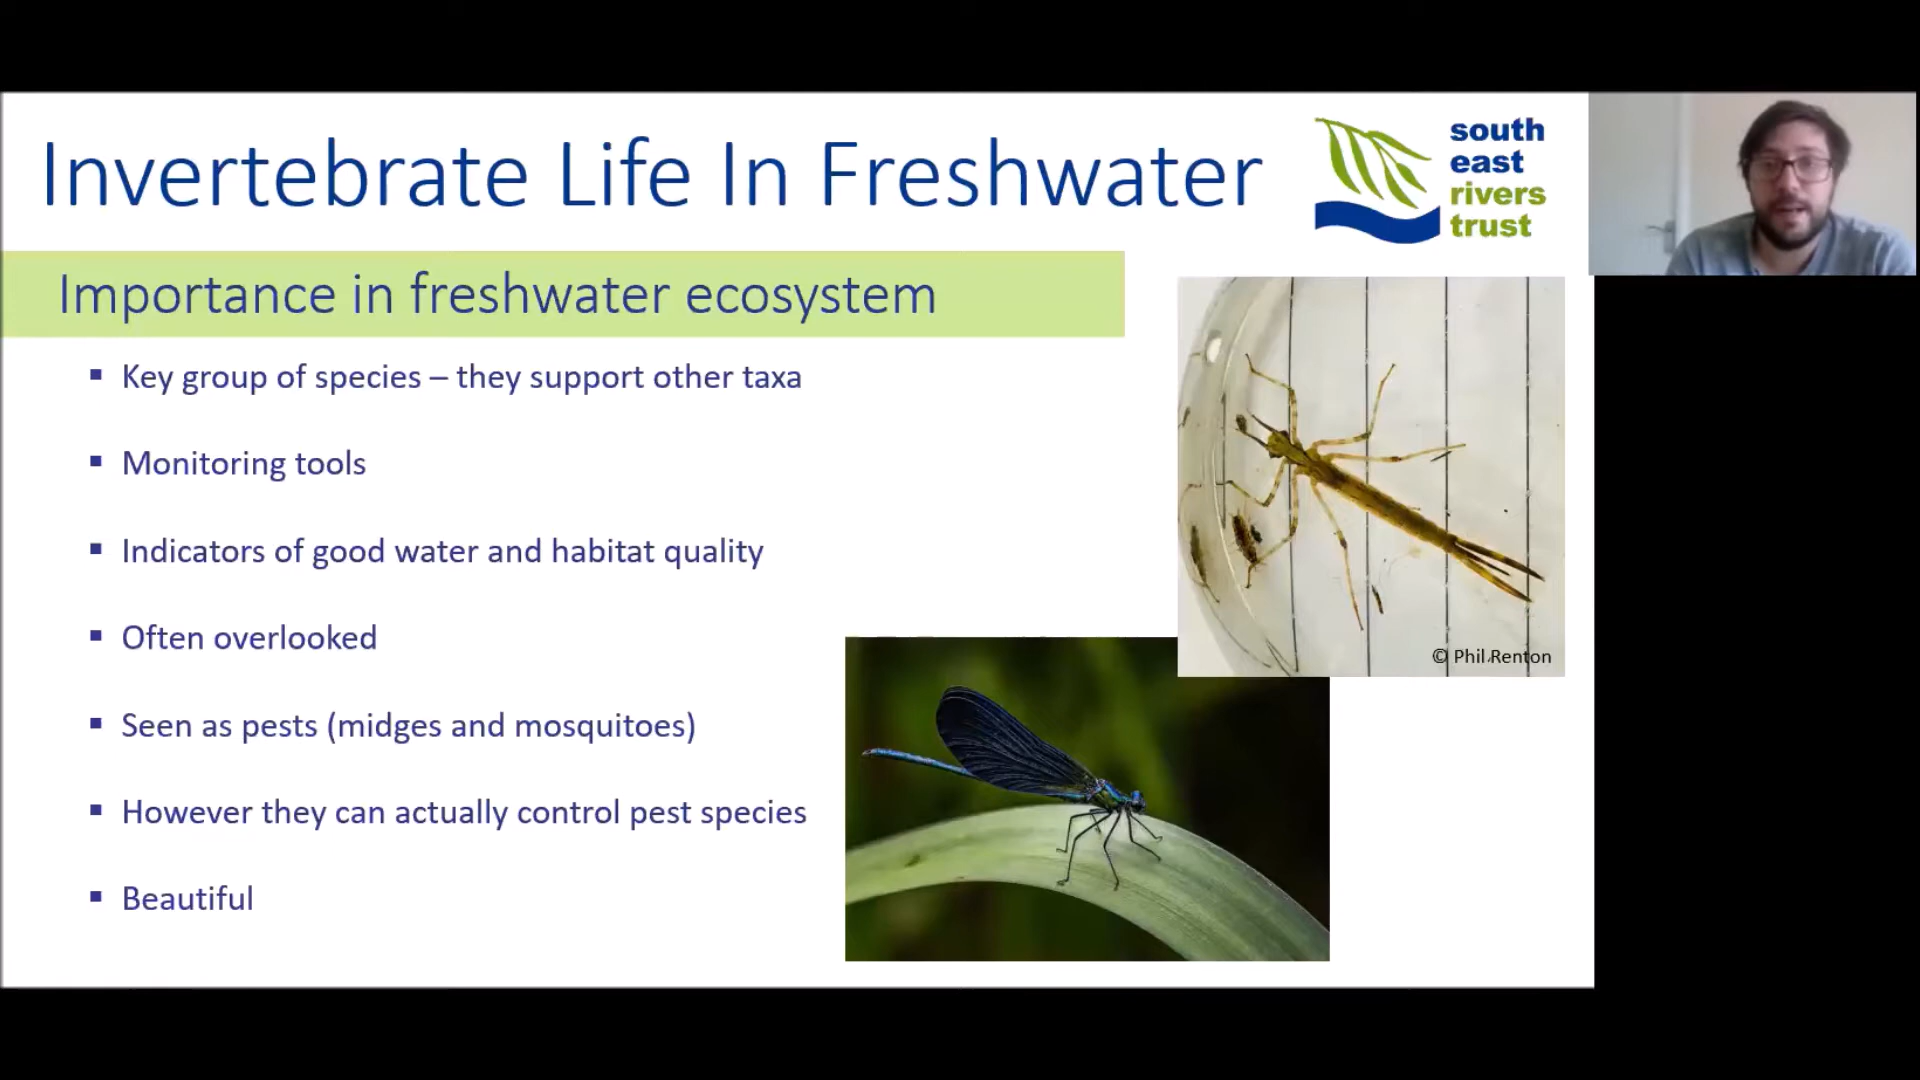 Invertebrate Life In Freshwater
south
east
rivers
trust
Importance in freshwater ecosystem
▪ Key group of species – they support other taxa
▪ Monitoring tools
▪ Indicators of good water and habitat quality
▪ Often overlooked
▪ Seen as pests (midges and mosquitoes)
▪ However they can actually control pest species
▪ Beautiful
© Phil Renton